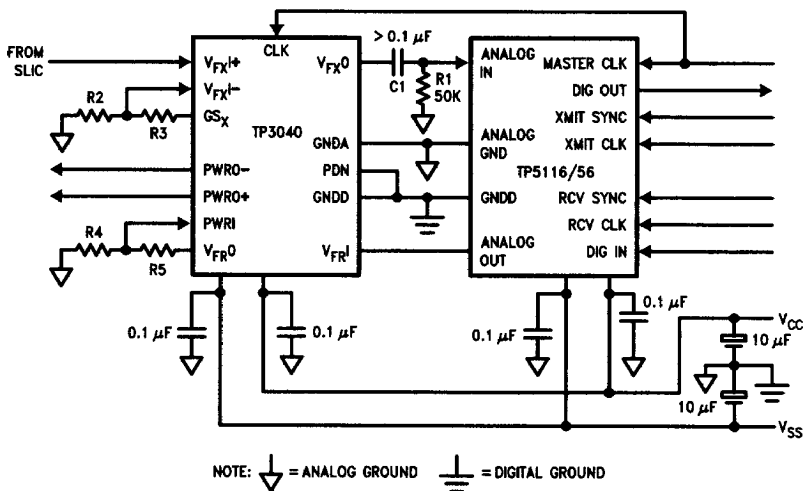 > 0.1 μF
CLK
FROM
SLIC
VFXI+
VFXO
ANALOG
IN
MASTER CLK
C1
R1
50K
VFXI-
DIG OUT
R2
R3
GSX
XMIT SYNC
TP3040
GNDA
ANALOG
GND
XMIT CLK
PWRO-
PDN
TP5116/56
PWRO+
GNDD
GNDD
RCV SYNC
PWRI
RCV CLK
R4
R5
VFRO
VFRI
ANALOG
OUT
DIG IN
0.1 μF
0.1 μF
0.1 μF
0.1 μF
VCC
10 μF
10 μF
VSS
NOTE: = ANALOG GROUND = DIGITAL GROUND